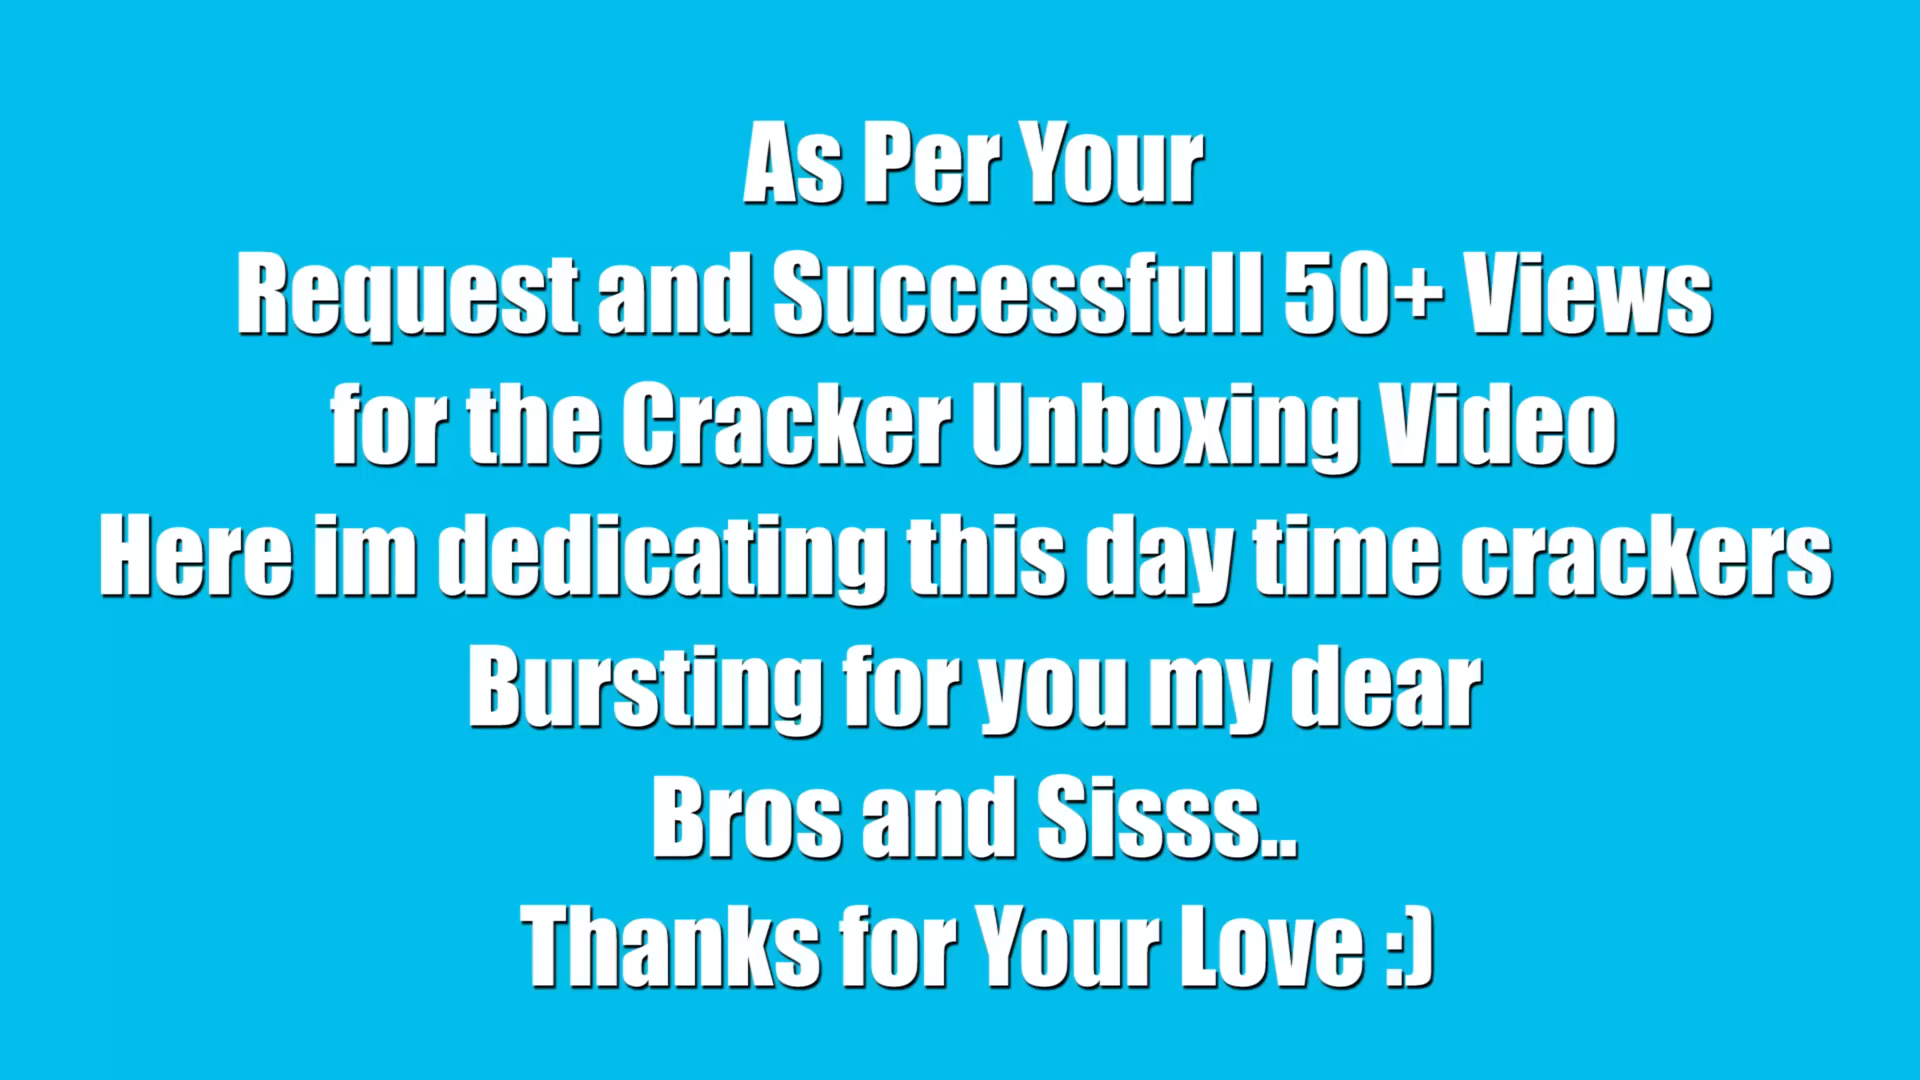 As Per Your
Request and Successfull 50+ Views
for the Cracker Unboxing Video
Here im dedicating this day time crackers
Bursting for you my dear
Bros and Sisss..
Thanks for Your Love :)